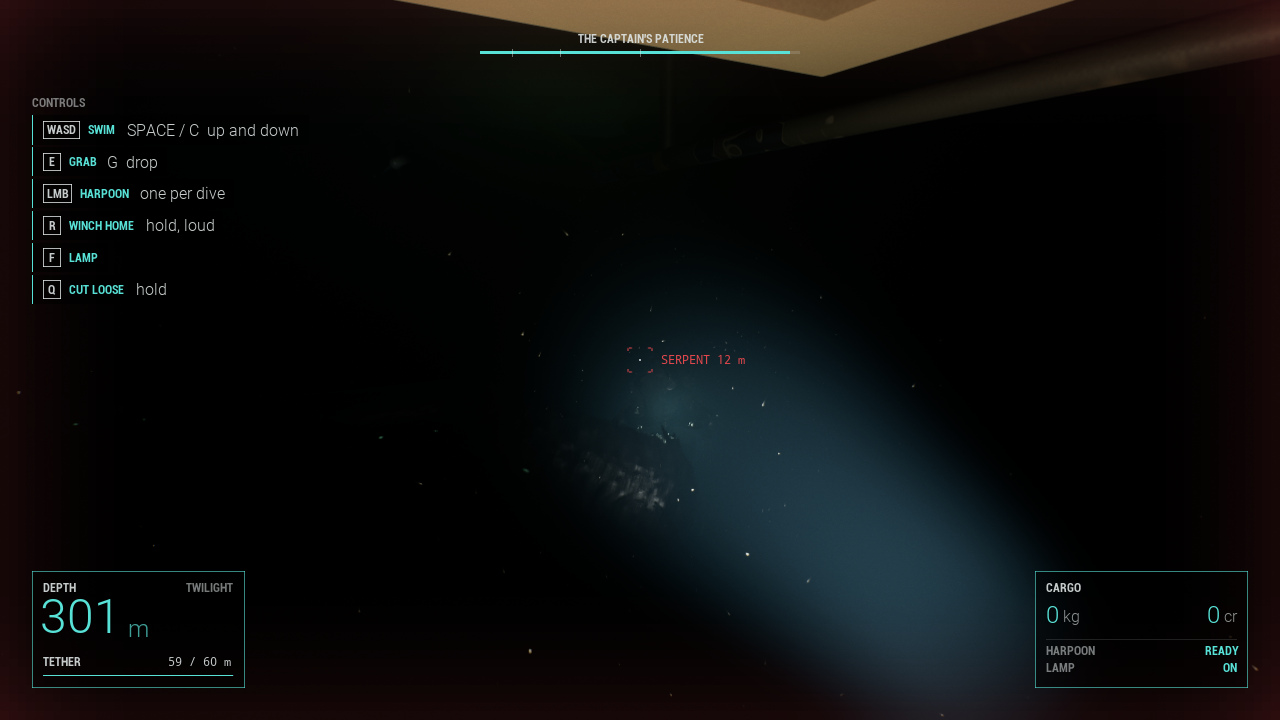 THE CAPTAIN'S PATIENCE
CONTROLS
WASD SWIM SPACE / C up and down
E GRAB G drop
LMB HARPOON one per dive
R WINCH HOME hold, loud
F LAMP
Q CUT LOOSE hold
SERPENT 12 m
DEPTH TWILIGHT
301 m
TETHER 59 / 60 m
CARGO
0 kg 0 cr
HARPOON READY
LAMP ON